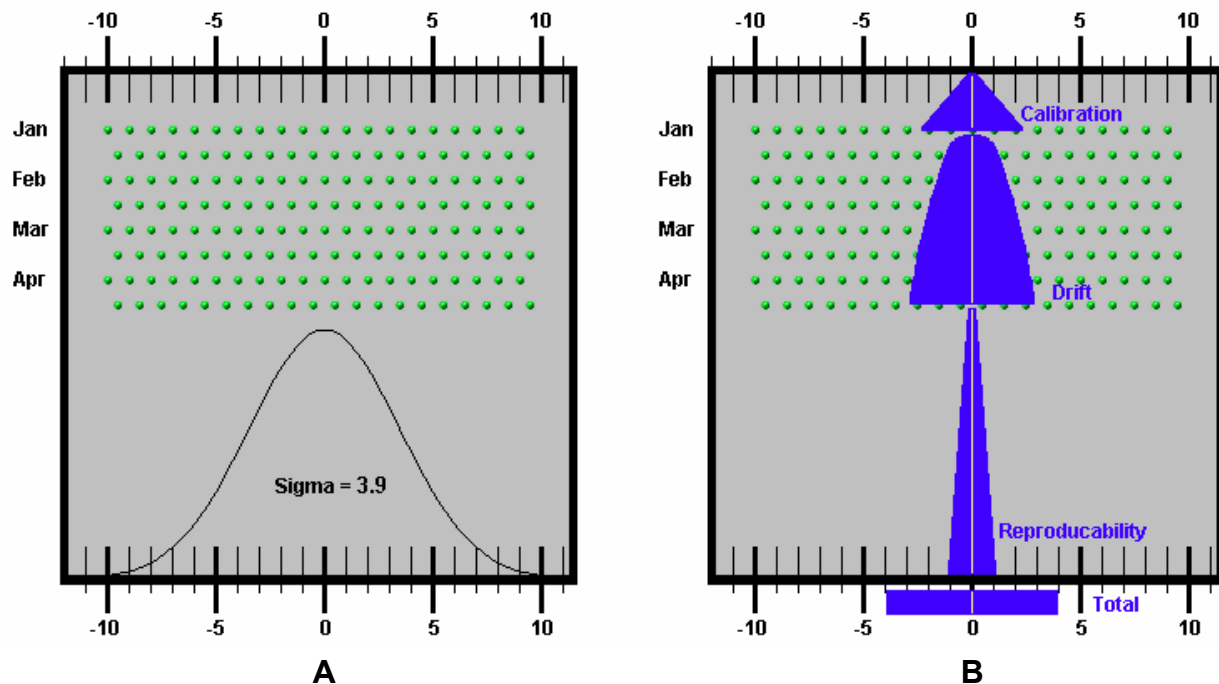 -10 -5 0 5 10
Jan
Feb
Mar
Apr
Sigma = 3.9
-10 -5 0 5 10
A
-10 -5 0 5 10
Calibration
Jan
Feb
Mar
Apr
Drift
Reproducability
Total
-10 -5 0 5 10
B